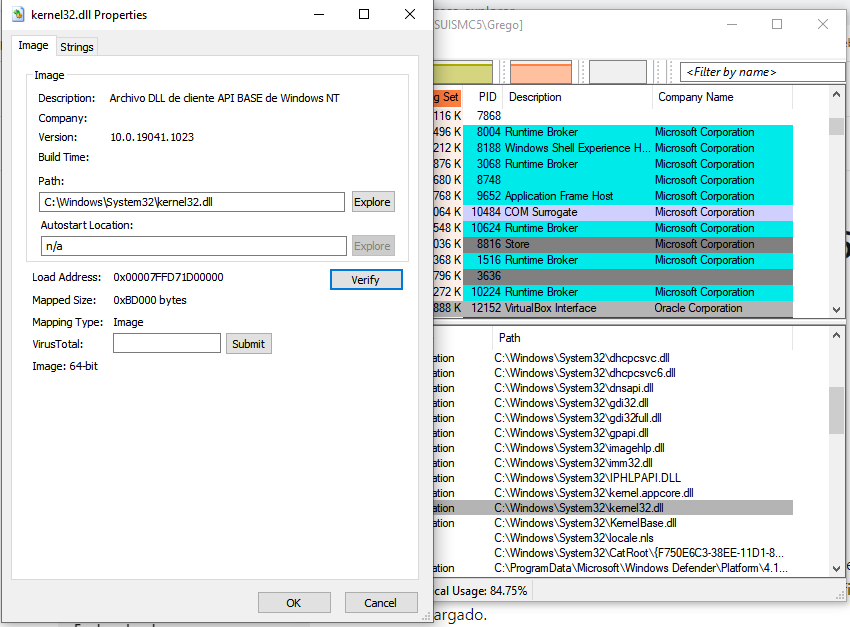 kernel32.dll Properties
Image
Strings
Image
Description: Archivo DLL de cliente API BASE de Windows NT
Company:
Version: 10.0.19041.1023
Build Time:
Path:
C:\Windows\System32\kernel32.dll
Explore
Autostart Location:
n/a
Explore
Load Address: 0x00007FFD71D00000
Verify
Mapped Size: 0xBD000 bytes
Mapping Type: Image
VirusTotal:
Submit
Image: 64-bit
OK
Cancel
SUISMC5\Grego]
<Filter by name>
g Set PID Description Company Name
116 K 7868
496 K 8004 Runtime Broker Microsoft Corporation
212 K 8188 Windows Shell Experience H... Microsoft Corporation
876 K 3068 Runtime Broker Microsoft Corporation
680 K 8748
768 K 9652 Application Frame Host Microsoft Corporation
064 K 10484 COM Surrogate Microsoft Corporation
548 K 10624 Runtime Broker Microsoft Corporation
036 K 8816 Store Microsoft Corporation
368 K 1516 Runtime Broker Microsoft Corporation
796 K 3636
272 K 10224 Runtime Broker Microsoft Corporation
888 K 12152 VirtualBox Interface Oracle Corporation
Path
ation C:\Windows\System32\dhcpcsvc.dll
ation C:\Windows\System32\dhcpcsvc6.dll
ation C:\Windows\System32\dnsapi.dll
ation C:\Windows\System32\gdi32.dll
ation C:\Windows\System32\gdi32full.dll
ation C:\Windows\System32\gpapi.dll
ation C:\Windows\System32\imagehlp.dll
ation C:\Windows\System32\imm32.dll
ation C:\Windows\System32\IPHLPAPI.DLL
ation C:\Windows\System32\kernel.appcore.dll
ation C:\Windows\System32\kernel32.dll
ation C:\Windows\System32\KernelBase.dll
C:\Windows\System32\locale.nls
C:\Windows\System32\CatRoot\{F750E6C3-38EE-11D1-8...
ation C:\ProgramData\Microsoft\Windows Defender\Platform\4.1...
cal Usage: 84.75%
argado.